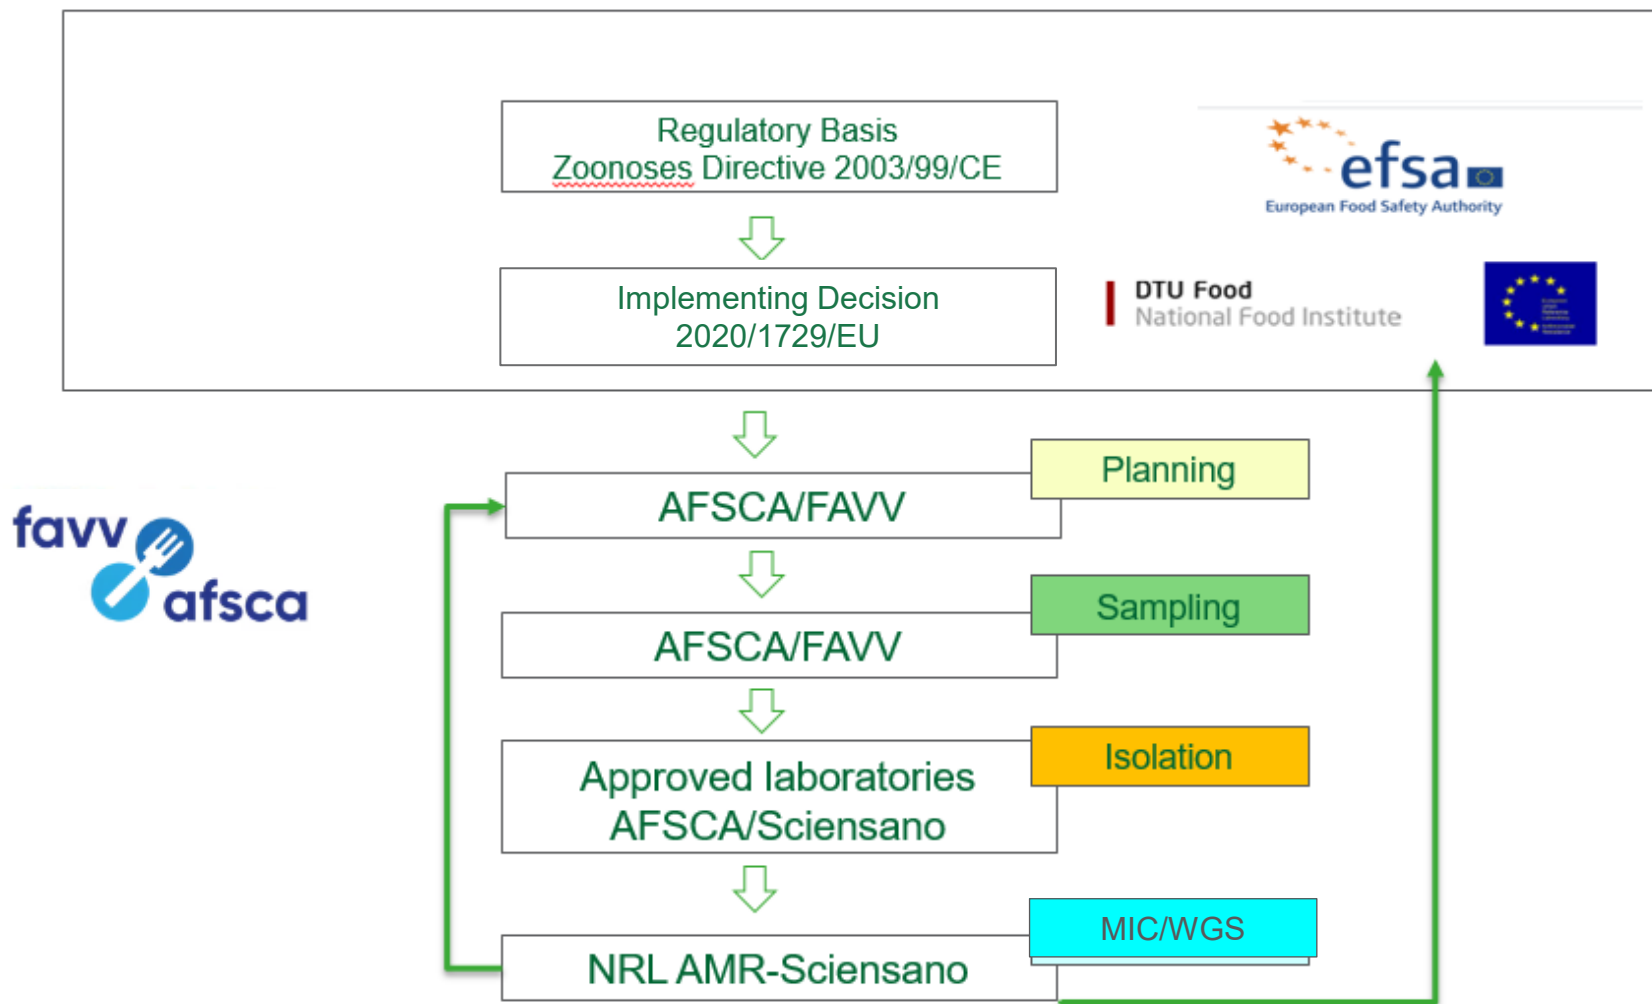 Regulatory Basis
Zoonoses Directive 2003/99/CE
efsa
European Food Safety Authority
Implementing Decision
2020/1729/EU
DTU Food
National Food Institute
Planning
AFSCA/FAVV
favv
afsca
Sampling
AFSCA/FAVV
Isolation
Approved laboratories
AFSCA/Sciensano
MIC/WGS
NRL AMR-Sciensano